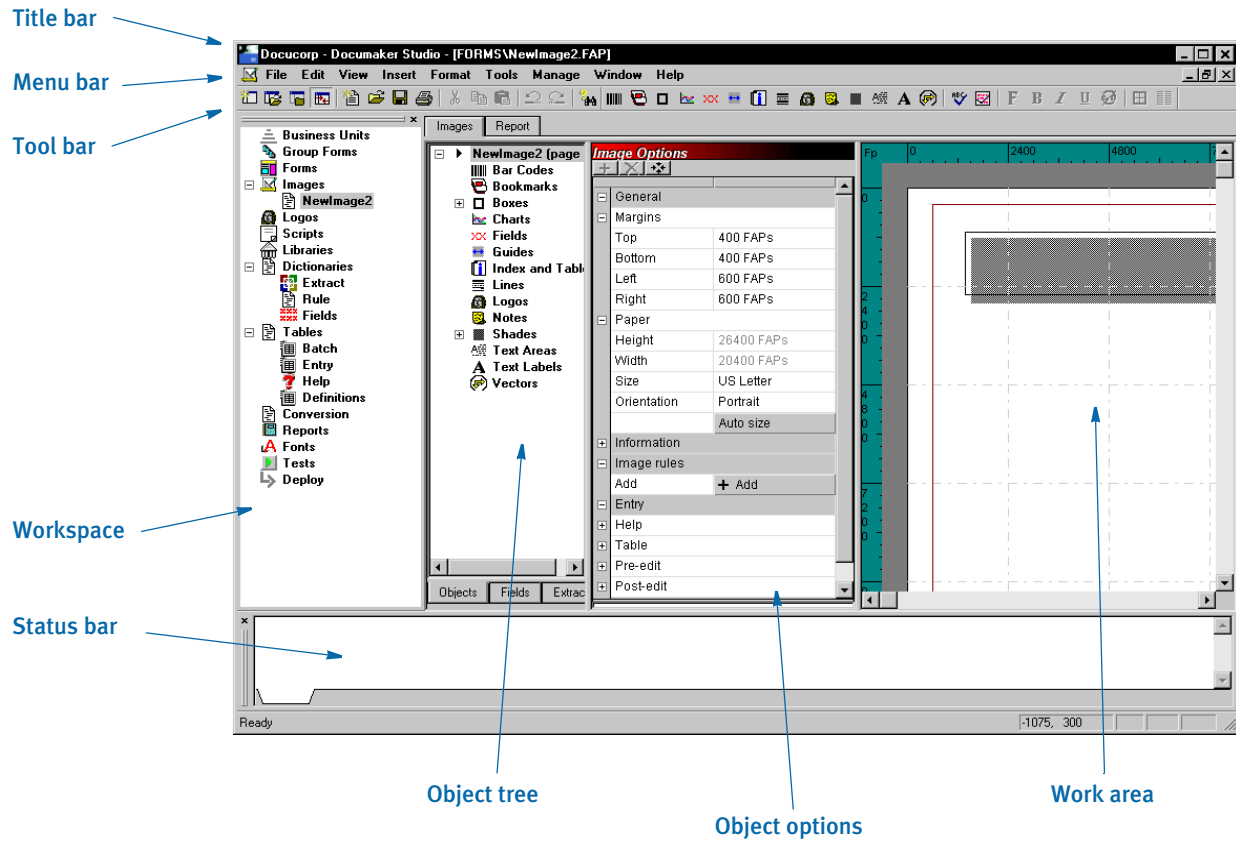 Title bar
Menu bar
Tool bar
Workspace
Status bar
Docucorp - Documaker Studio - [FORMS\NewImage2.FAP]
File Edit View Insert Format Tools Manage Window Help
Business Units
Group Forms
Forms
Images
NewImage2
Logos
Scripts
Libraries
Dictionaries
Extract
Rule
Fields
Tables
Batch
Entry
Help
Definitions
Conversion
Reports
Fonts
Tests
Deploy
Images Report
NewImage2 (page
Bar Codes
Bookmarks
Boxes
Charts
Fields
Guides
Index and Tabl
Lines
Logos
Notes
Shades
Text Areas
Text Labels
Vectors
Objects Fields Extrac
Image Options
General
Margins
Top 400 FAPs
Bottom 400 FAPs
Left 600 FAPs
Right 600 FAPs
Paper
Height 26400 FAPs
Width 20400 FAPs
Size US Letter
Orientation Portrait
Auto size
Information
Image rules
Add + Add
Entry
Help
Table
Pre-edit
Post-edit
Fp 0 2400 4800
0
2400
4800
7200
Ready
-1075, 300
Object tree
Object options
Work area